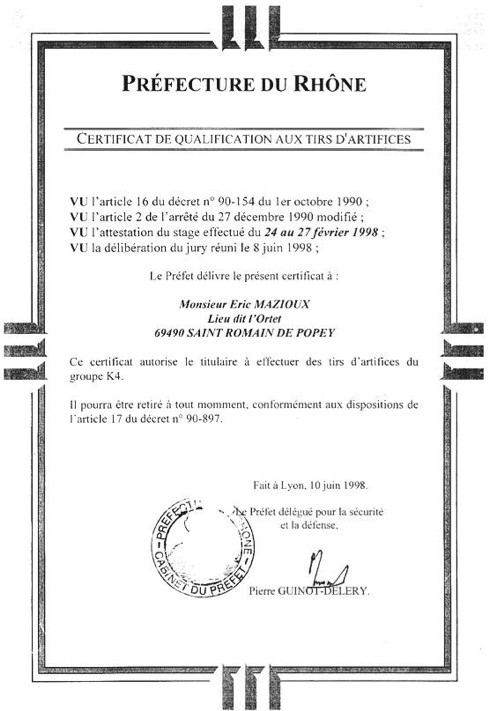 PRÉFECTURE DU RHÔNE
CERTIFICAT DE QUALIFICATION AUX TIRS D'ARTIFICES
VU l'article 16 du décret n° 90-154 du 1er octobre 1990 ;
VU l'article 2 de l'arrêté du 27 décembre 1990 modifié ;
VU l'attestation du stage effectué du 24 au 27 février 1998 ;
VU la délibération du jury réuni le 8 juin 1998 ;
Le Préfet délivre le présent certificat à :
Monsieur Eric MAZIOUX
Lieu dit l'Ortet
69490 SAINT ROMAIN DE POPEY
Ce certificat autorise le titulaire à effectuer des tirs d'artifices du
groupe K4.
Il pourra être retiré à tout momment, conformément aux dispositions de
l'article 17 du décret n° 90-897.
Fait à Lyon, 10 juin 1998.
Le Préfet délégué pour la sécurité
et la défense,
PRÉFECTU RHÔNE
CABINET DU PRÉFET
Pierre GUINOT-DELERY.